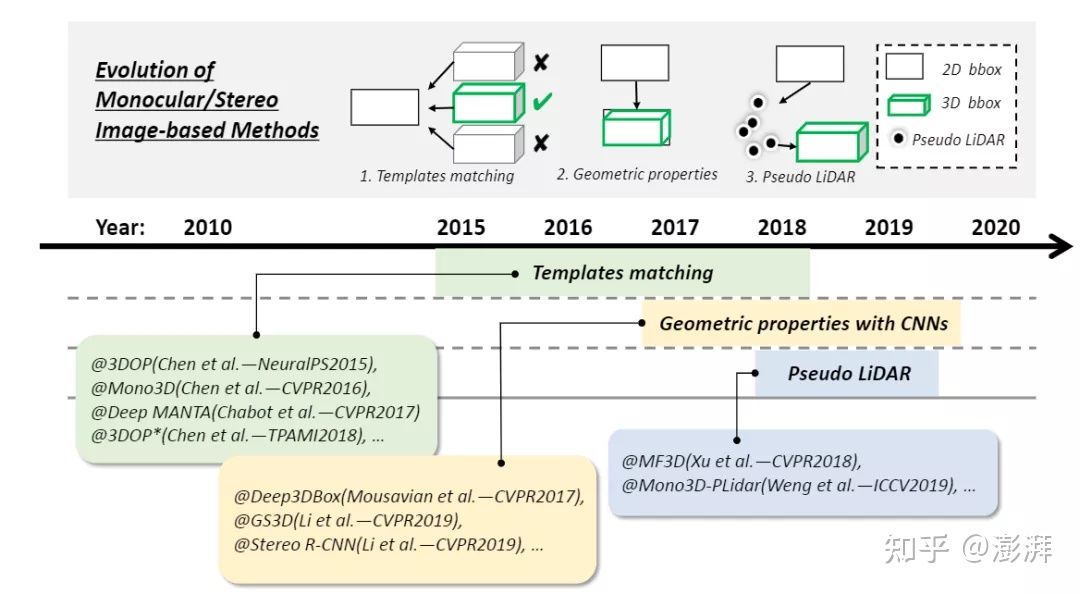 Evolution of
Monocular/Stereo
Image-based Methods
1. Templates matching
2. Geometric properties
3. Pseudo LiDAR
2D bbox
3D bbox
Pseudo LiDAR
Year: 2010 2015 2016 2017 2018 2019 2020
Templates matching
Geometric properties with CNNs
Pseudo LiDAR
@3DOP(Chen et al.—NeuralPS2015),
@Mono3D(Chen et al.—CVPR2016),
@Deep MANTA(Chabot et al.—CVPR2017)
@3DOP*(Chen et al.—TPAMI2018), ...
@Deep3DBox(Mousavian et al.—CVPR2017),
@GS3D(Li et al.—CVPR2019),
@Stereo R-CNN(Li et al.—CVPR2019), ...
@MF3D(Xu et al.—CVPR2018),
@Mono3D-PLidar(Weng et al.—ICCV2019), ...
知乎 @澎湃